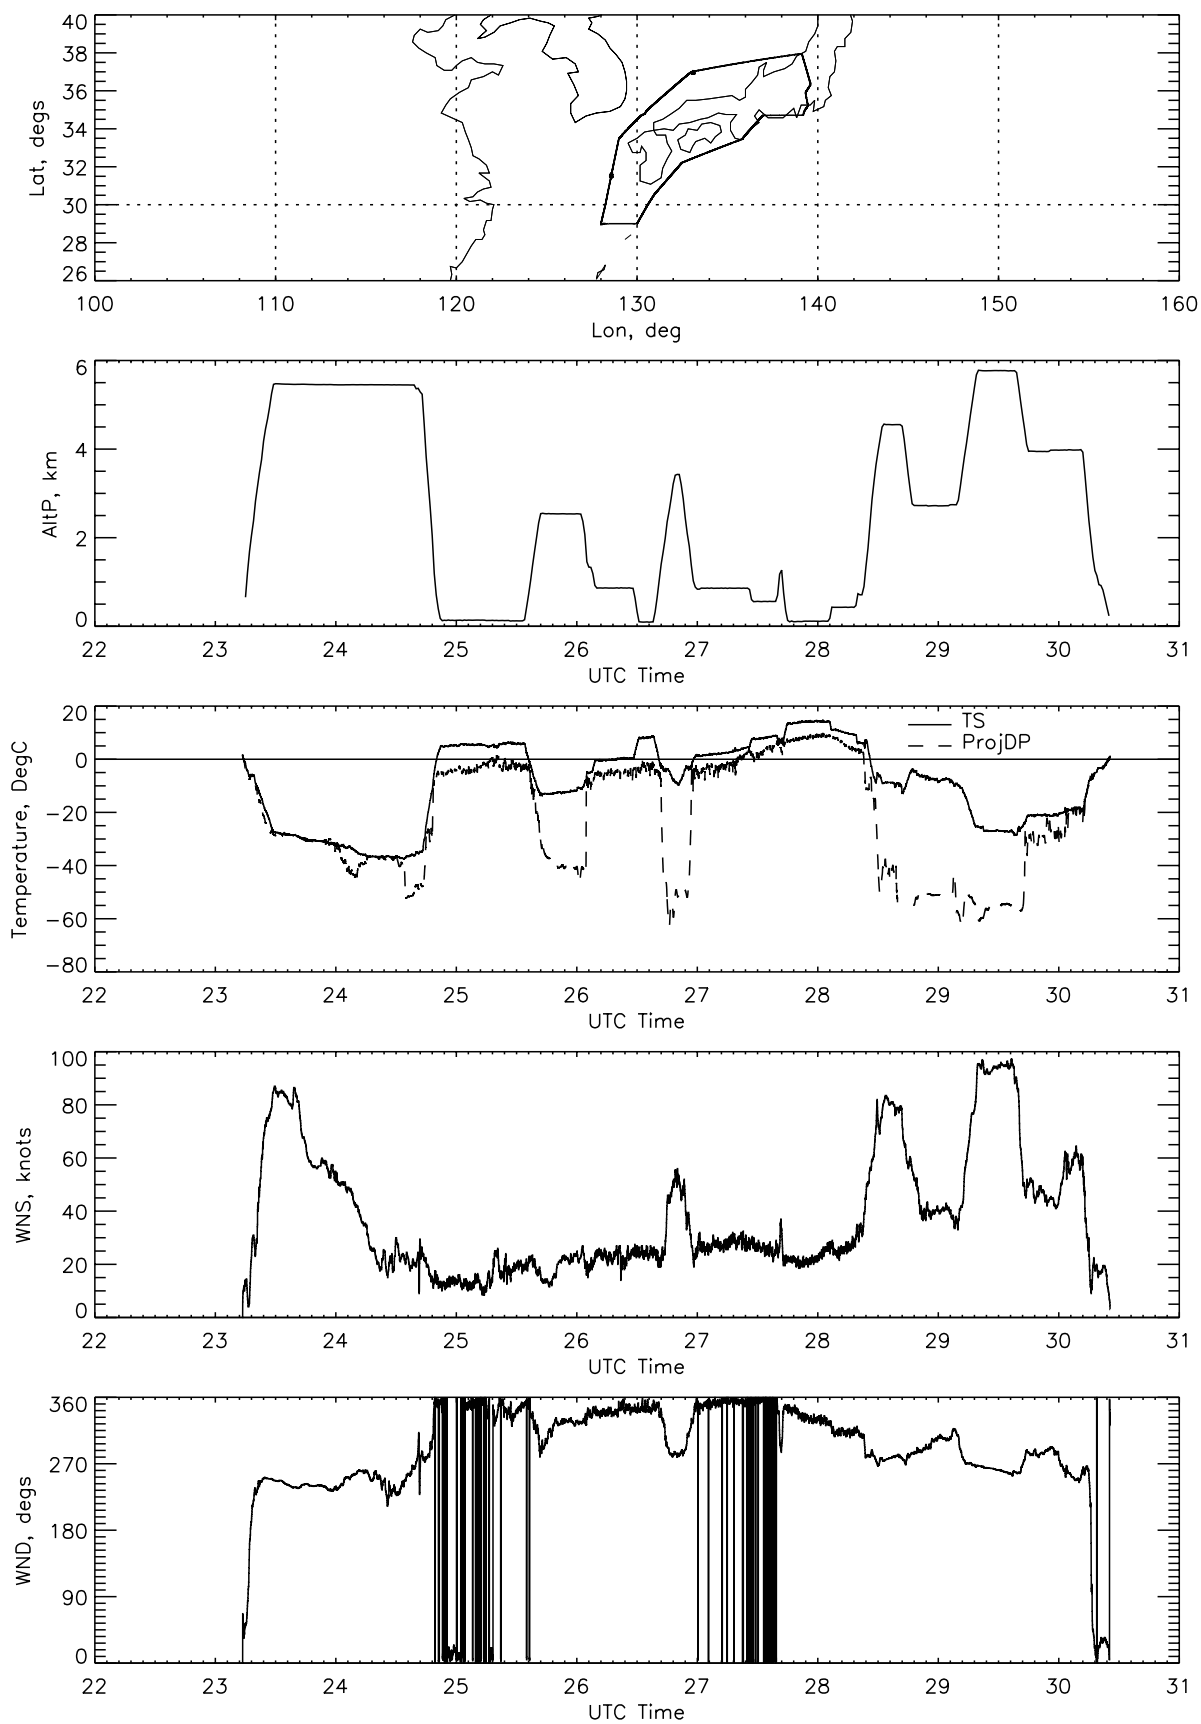 40
38
36
34
32
30
28
26
Lat, degs
100 110 120 130 140 150 160
Lon, deg
6
4
2
0
AltP, km
22 23 24 25 26 27 28 29 30 31
UTC Time
20
0
−20
−40
−60
−80
Temperature, DegC
TS
ProjDP
22 23 24 25 26 27 28 29 30 31
UTC Time
100
80
60
40
20
0
WNS, knots
22 23 24 25 26 27 28 29 30 31
UTC Time
360
270
180
90
0
WND, degs
22 23 24 25 26 27 28 29 30 31
UTC Time